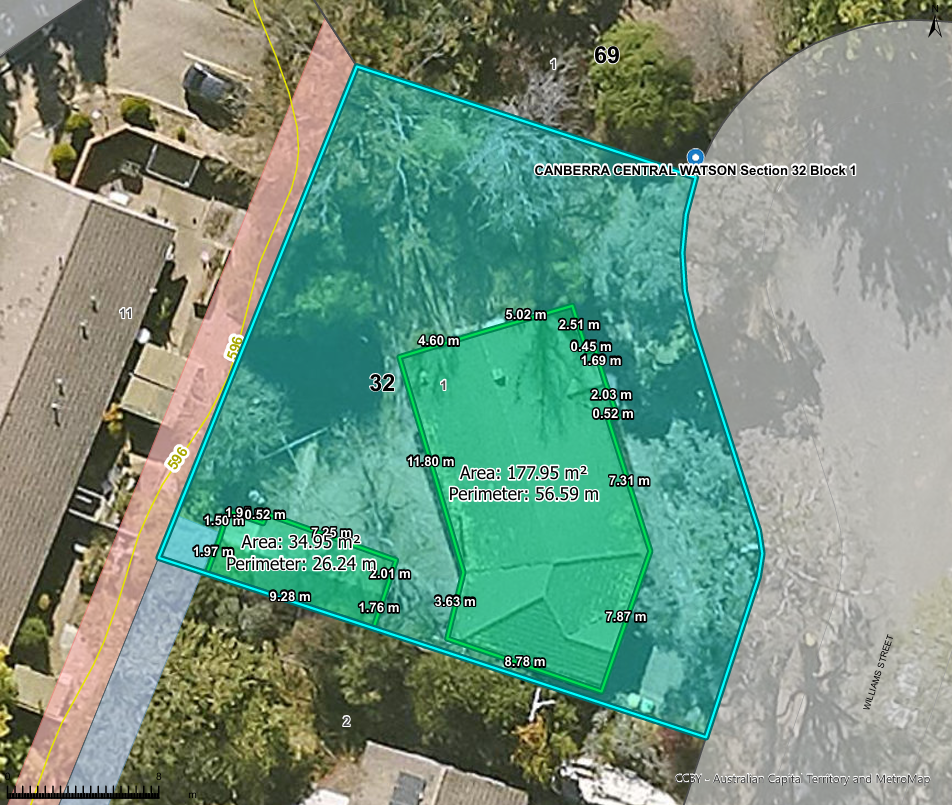 N
69
1
CANBERRA CENTRAL WATSON Section 32 Block 1
11
596
5.02 m
2.51 m
4.60 m
0.45 m
1.69 m
32
1
2.03 m
0.52 m
596
11.80 m
Area: 177.95 m²
7.31 m
Perimeter: 56.59 m
0.52 m
1.50 m
7.25 m
Area: 34.95 m²
1.97 m
Perimeter: 26.24 m
2.01 m
9.28 m
3.63 m
1.76 m
7.87 m
8.78 m
WILLIAMS STREET
2
CCBY - Australian Capital Territory and MetroMap
0
8
m